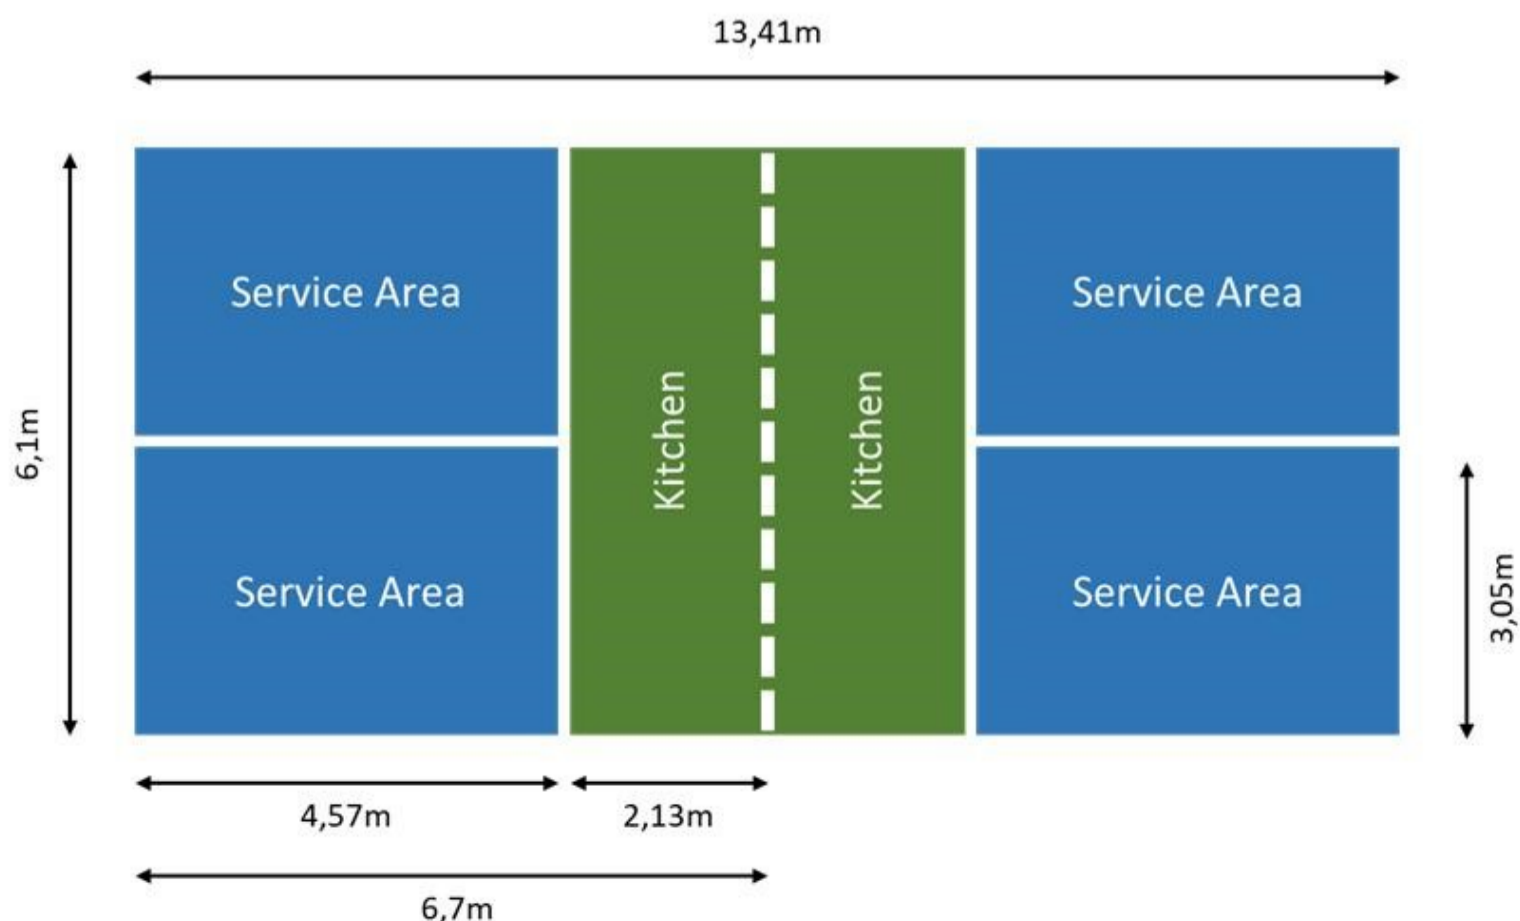 13,41m
Service Area
Service Area
6,1m
Kitchen
Kitchen
Service Area
Service Area
3,05m
4,57m
2,13m
6,7m